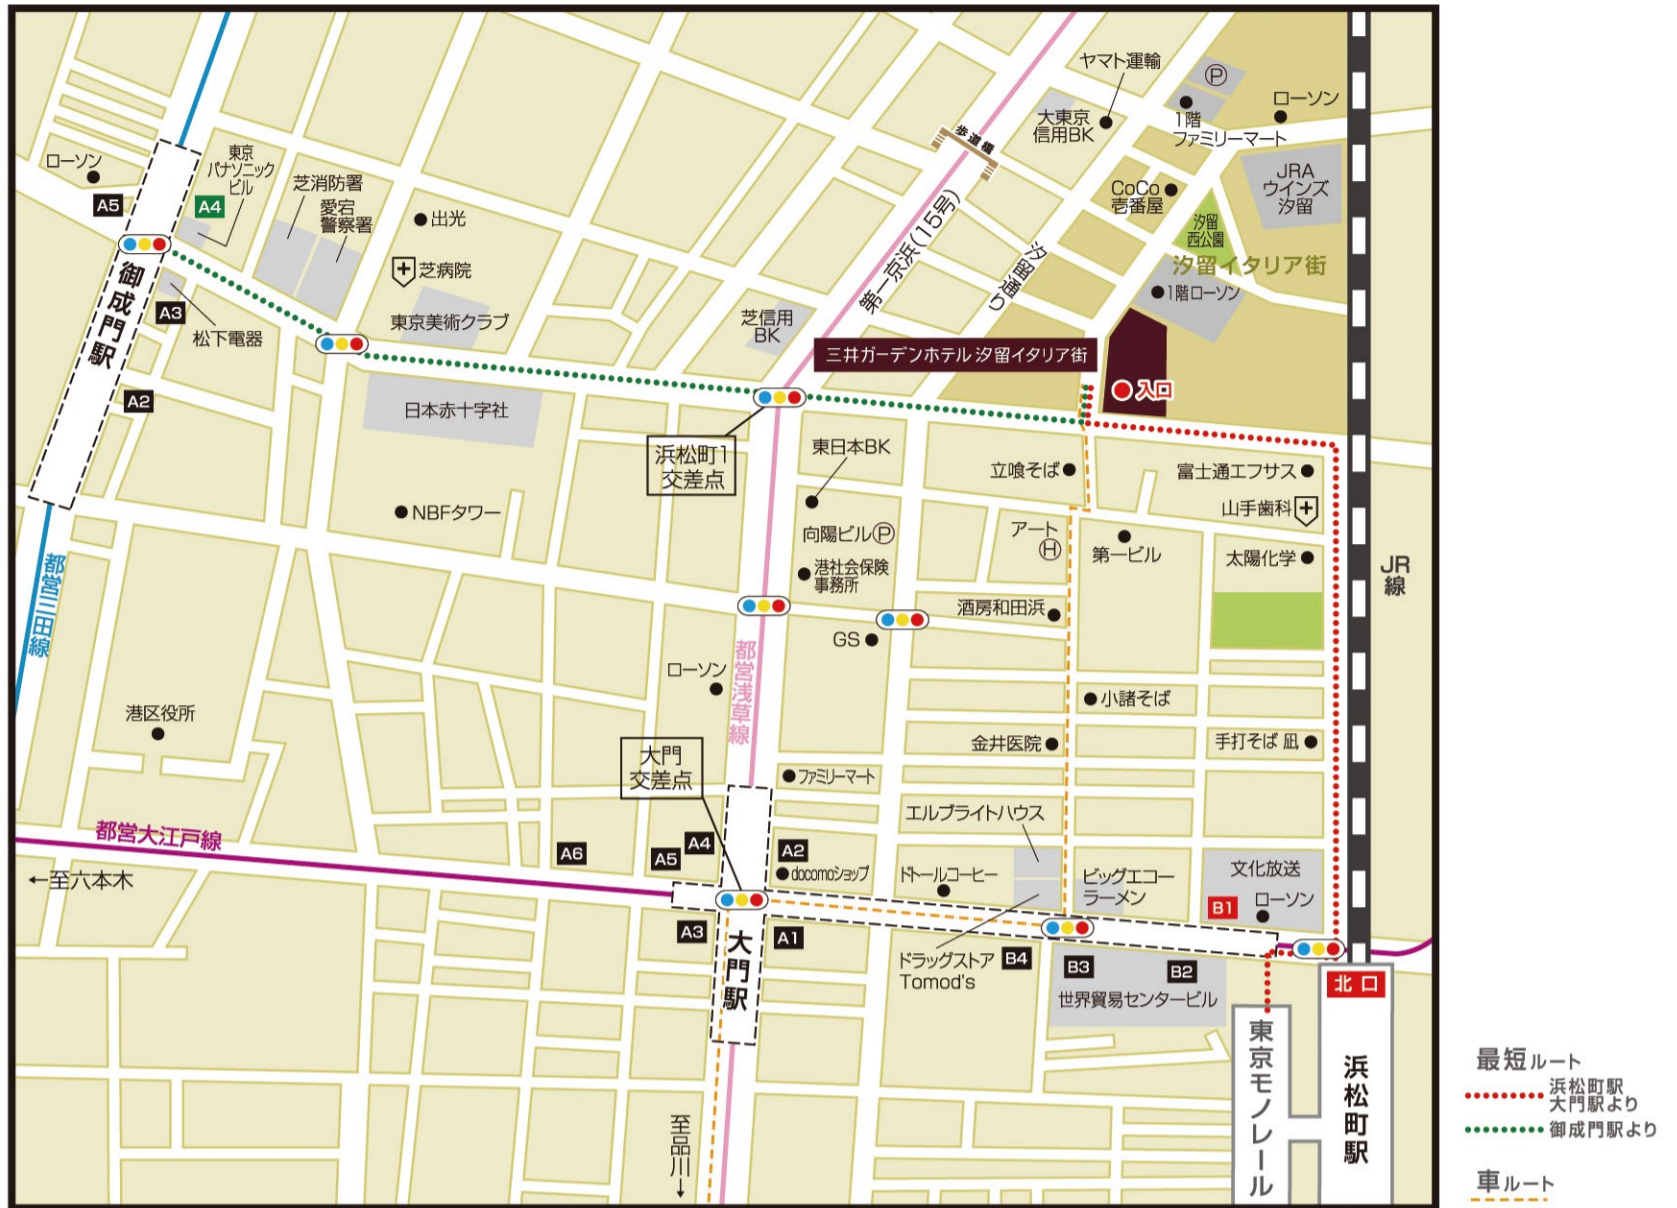 ヤマト運輸
大東京
信用BK
P
1階
ファミリーマート
ローソン
歩道橋
JRA
ウインズ
汐留
CoCo
壱番屋
汐留
西公園
汐留イタリア街
1階ローソン
ローソン
A5
A4
東京
パナソニック
ビル
芝消防署
愛宕
警察署
出光
芝病院
東京美術クラブ
御成門駅
A3
松下電器
A2
芝信用
BK
第一京浜(15号)
汐留通り
三井ガーデンホテル 汐留イタリア街
入口
日本赤十字社
浜松町1
交差点
NBFタワー
東日本BK
向陽ビルP
港社会保険
事務所
立喰そば
富士通エフサス
山手歯科
アート
H
第一ビル
太陽化学
JR
線
酒房和田浜
GS
都営三田線
港区役所
ローソン
都営浅草線
小諸そば
金井医院
手打そば 凪
大門
交差点
ファミリーマート
エルブライトハウス
都営大江戸線
←至六本木
A6
A5
A4
A2
docomoショップ
ドトールコーヒー
ビッグエコー
ラーメン
文化放送
B1
ローソン
A3
A1
大門駅
ドラッグストア
Tomod's
B4
B3
B2
世界貿易センタービル
北口
東京モノレール
浜松町駅
至品川→
最短ルート
浜松町駅
大門駅より
御成門駅より
車ルート